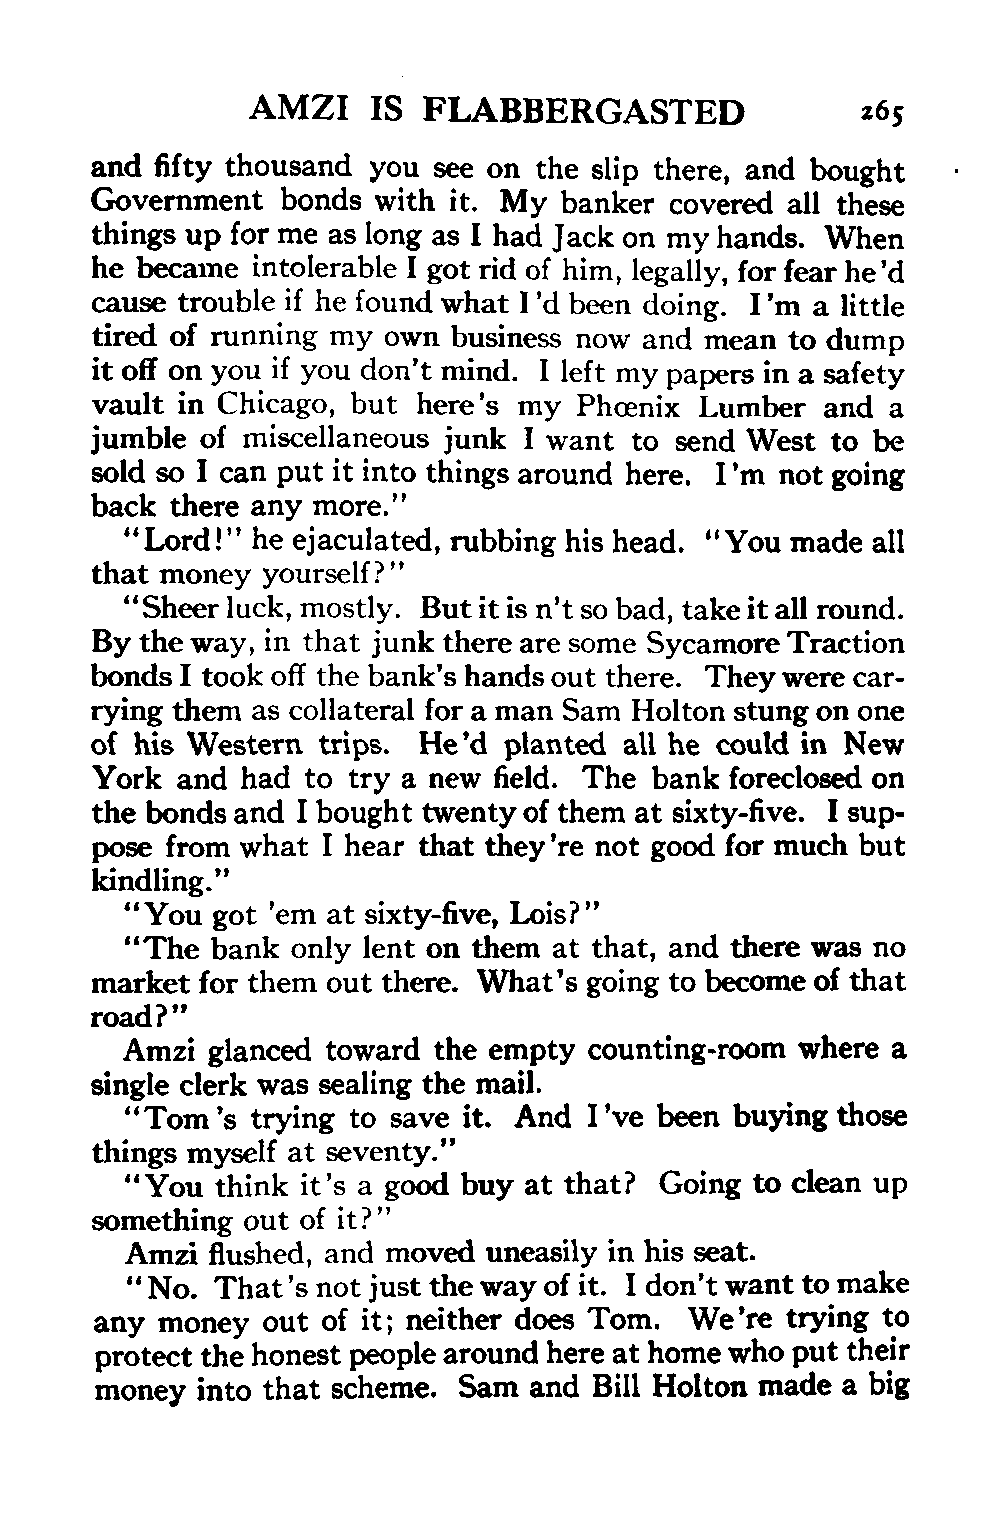 AMZI IS FLABBERGASTED 265
and fifty thousand you see on the slip there, and bought
Government bonds with it. My banker covered all these
things up for me as long as I had Jack on my hands. When
he became intolerable I got rid of him, legally, for fear he'd
cause trouble if he found what I'd been doing. I'm a little
tired of running my own business now and mean to dump
it off on you if you don't mind. I left my papers in a safety
vault in Chicago, but here's my Phœnix Lumber and a
jumble of miscellaneous junk I want to send West to be
sold so I can put it into things around here. I'm not going
back there any more."
"Lord!" he ejaculated, rubbing his head. "You made all
that money yourself?"
"Sheer luck, mostly. But it is n't so bad, take it all round.
By the way, in that junk there are some Sycamore Traction
bonds I took off the bank's hands out there. They were car-
rying them as collateral for a man Sam Holton stung on one
of his Western trips. He'd planted all he could in New
York and had to try a new field. The bank foreclosed on
the bonds and I bought twenty of them at sixty-five. I sup-
pose from what I hear that they're not good for much but
kindling."
"You got 'em at sixty-five, Lois?"
"The bank only lent on them at that, and there was no
market for them out there. What's going to become of that
road?"
Amzi glanced toward the empty counting-room where a
single clerk was sealing the mail.
"Tom's trying to save it. And I've been buying those
things myself at seventy."
"You think it's a good buy at that? Going to clean up
something out of it?"
Amzi flushed, and moved uneasily in his seat.
"No. That's not just the way of it. I don't want to make
any money out of it; neither does Tom. We're trying to
protect the honest people around here at home who put their
money into that scheme. Sam and Bill Holton made a big